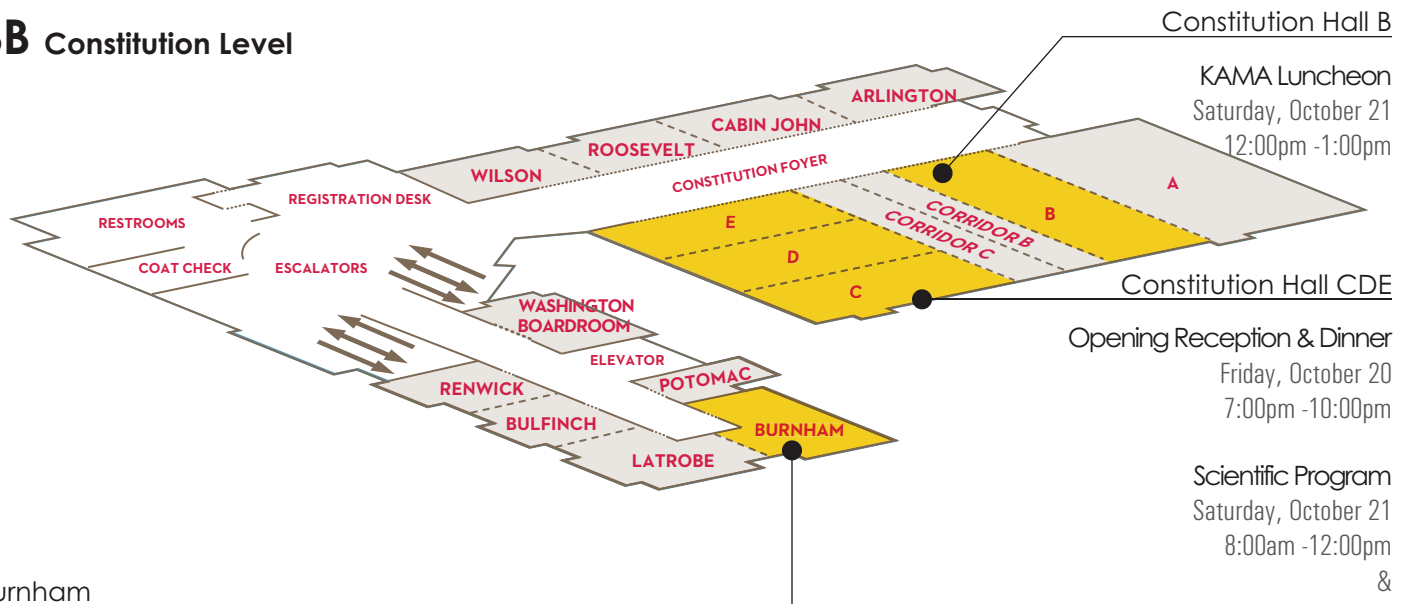 B Constitution Level
Constitution Hall B
KAMA Luncheon
Saturday, October 21
12:00pm -1:00pm
ARLINGTON
CABIN JOHN
ROOSEVELT
WILSON
CONSTITUTION FOYER
A
REGISTRATION DESK
RESTROOMS
B
E
CORRIDOR B
CORRIDOR C
D
COAT CHECK
ESCALATORS
C
Constitution Hall CDE
WASHINGTON
BOARDROOM
Opening Reception & Dinner
Friday, October 20
7:00pm -10:00pm
ELEVATOR
POTOMAC
RENWICK
BULFINCH
BURNHAM
LATROBE
Scientific Program
Saturday, October 21
8:00am -12:00pm
&
urnham